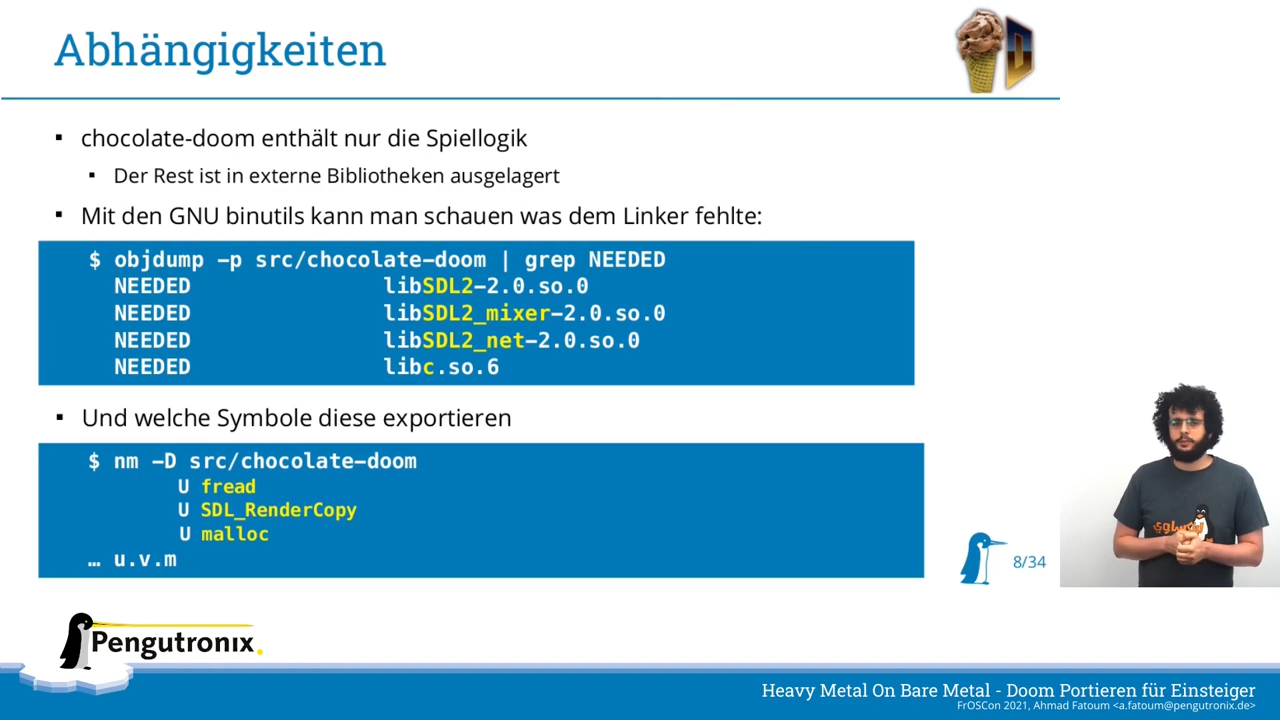 Abhängigkeiten
▪ chocolate-doom enthält nur die Spiellogik
▪ Der Rest ist in externe Bibliotheken ausgelagert
▪ Mit den GNU binutils kann man schauen was dem Linker fehlte:
$ objdump -p src/chocolate-doom | grep NEEDED
NEEDED libSDL2-2.0.so.0
NEEDED libSDL2_mixer-2.0.so.0
NEEDED libSDL2_net-2.0.so.0
NEEDED libc.so.6
▪ Und welche Symbole diese exportieren
$ nm -D src/chocolate-doom
U fread
U SDL_RenderCopy
U malloc
… u.v.m
8/34
Pengutronix
Heavy Metal On Bare Metal - Doom Portieren für Einsteiger
FrOSCon 2021, Ahmad Fatoum <a.fatoum@pengutronix.de>